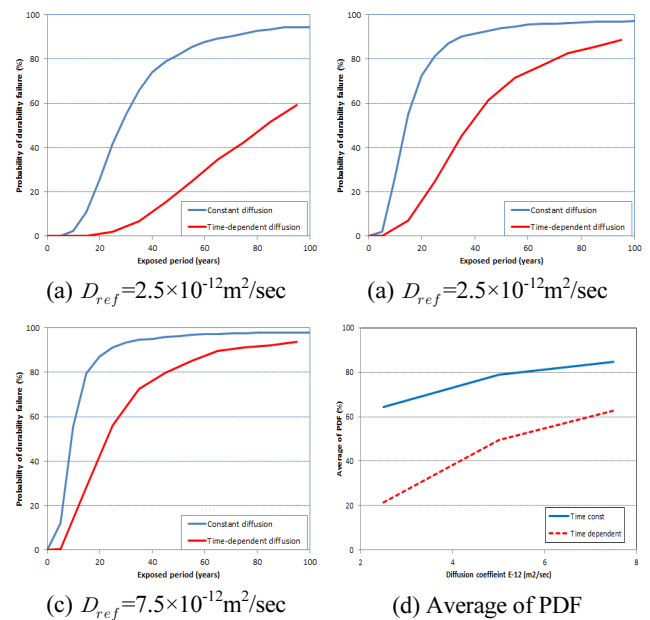 Probability of durability failure (%)
100
80
60
40
20
0
Constant diffusion
Time-dependent diffusion
0 20 40 60 80 100
Exposed period (years)
(a) D_ref=2.5×10⁻¹²m²/sec
Probability of durability failure (%)
100
80
60
40
20
0
Constant diffusion
Time-dependent diffusion
0 20 40 60 80 100
Exposed period (years)
(a) D_ref=2.5×10⁻¹²m²/sec
Probability of durability failure (%)
100
80
60
40
20
0
Constant diffusion
Time-dependent diffusion
0 20 40 60 80 100
Exposed period (years)
(c) D_ref=7.5×10⁻¹²m²/sec
Average of PDF (%)
100
80
60
40
20
0
Time const
Time dependent
2 4 6 8
Diffusion coeffieint E-12 (m2/sec)
(d) Average of PDF